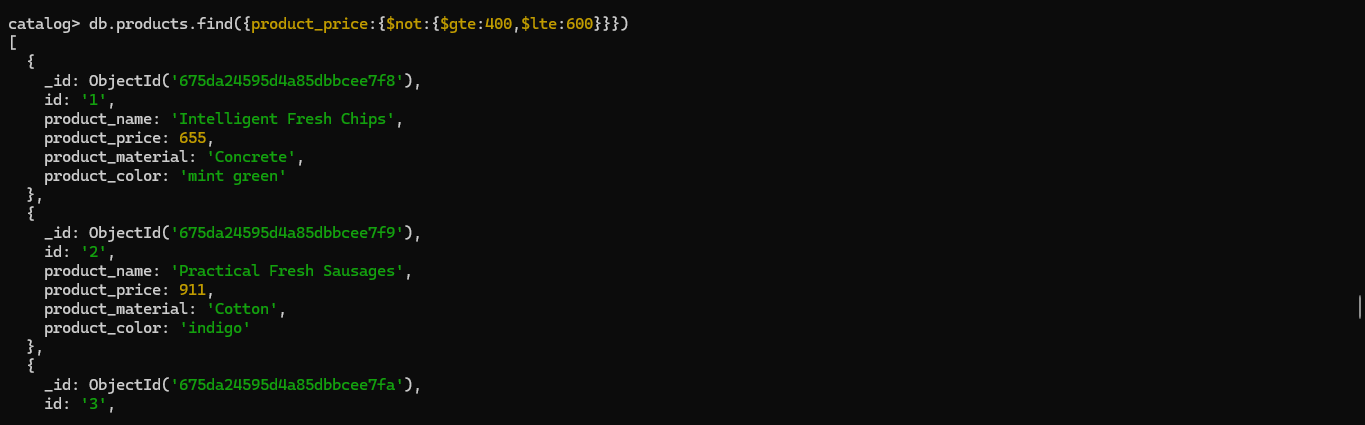 catalog> db.products.find({product_price:{$not:{$gte:400,$lte:600}}})
[
  {
    _id: ObjectId('675da24595d4a85dbbcee7f8'),
    id: '1',
    product_name: 'Intelligent Fresh Chips',
    product_price: 655,
    product_material: 'Concrete',
    product_color: 'mint green'
  },
  {
    _id: ObjectId('675da24595d4a85dbbcee7f9'),
    id: '2',
    product_name: 'Practical Fresh Sausages',
    product_price: 911,
    product_material: 'Cotton',
    product_color: 'indigo'
  },
  {
    _id: ObjectId('675da24595d4a85dbbcee7fa'),
    id: '3',